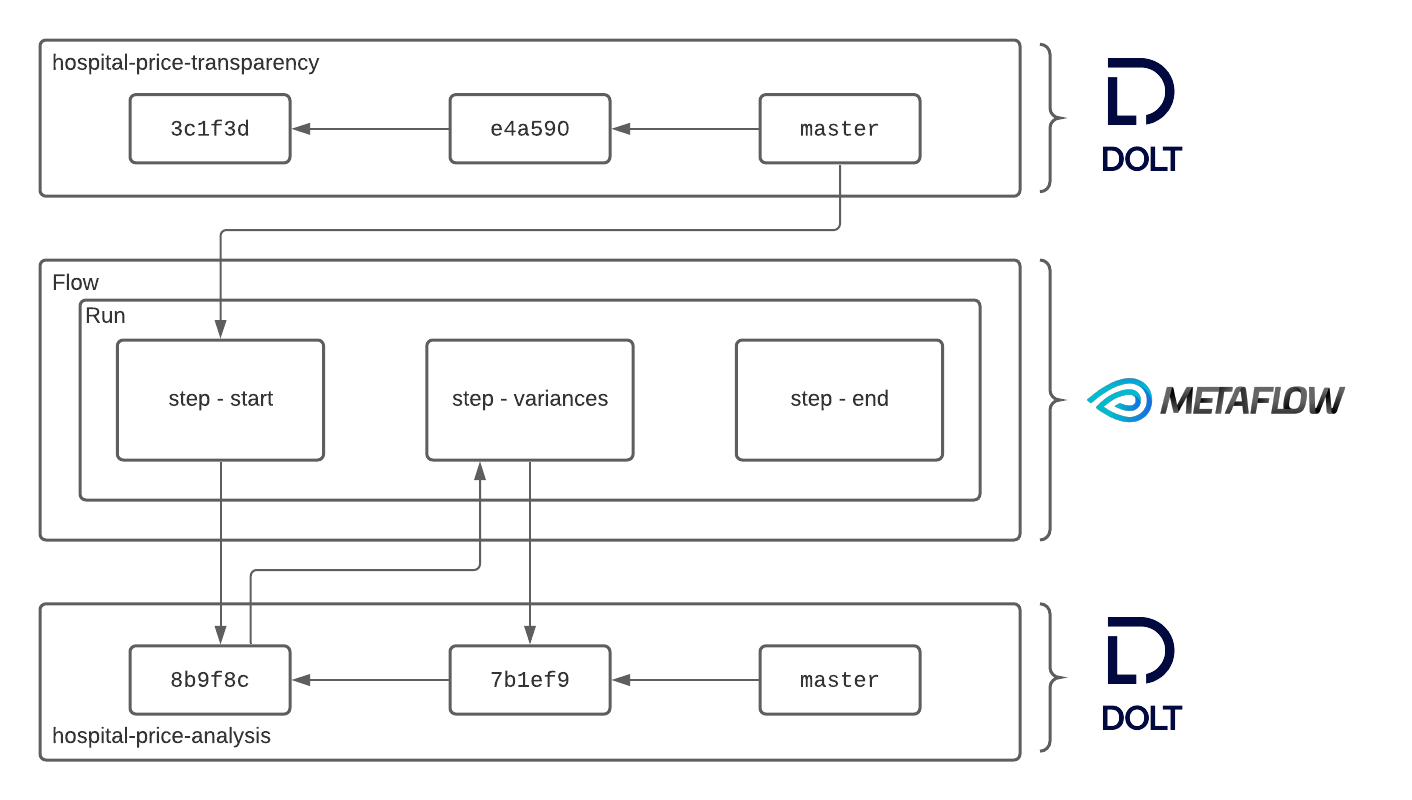 hospital-price-transparency
3c1f3d
e4a590
master
DOLT
Flow
Run
step - start
step - variances
step - end
METAFLOW
8b9f8c
7b1ef9
master
hospital-price-analysis
DOLT